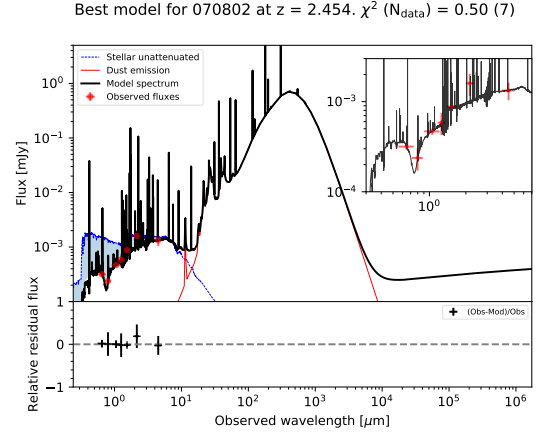 Best model for 070802 at z = 2.454. χ² (N_data) = 0.50 (7)
Stellar unattenuated
Dust emission
Model spectrum
Observed fluxes
Flux [mJy]
10⁰
10⁻¹
10⁻²
10⁻³
10⁻³
10⁻⁴
10⁰
Relative residual flux
1
0
−1
(Obs-Mod)/Obs
10⁰ 10¹ 10² 10³ 10⁴ 10⁵ 10⁶
Observed wavelength [μm]